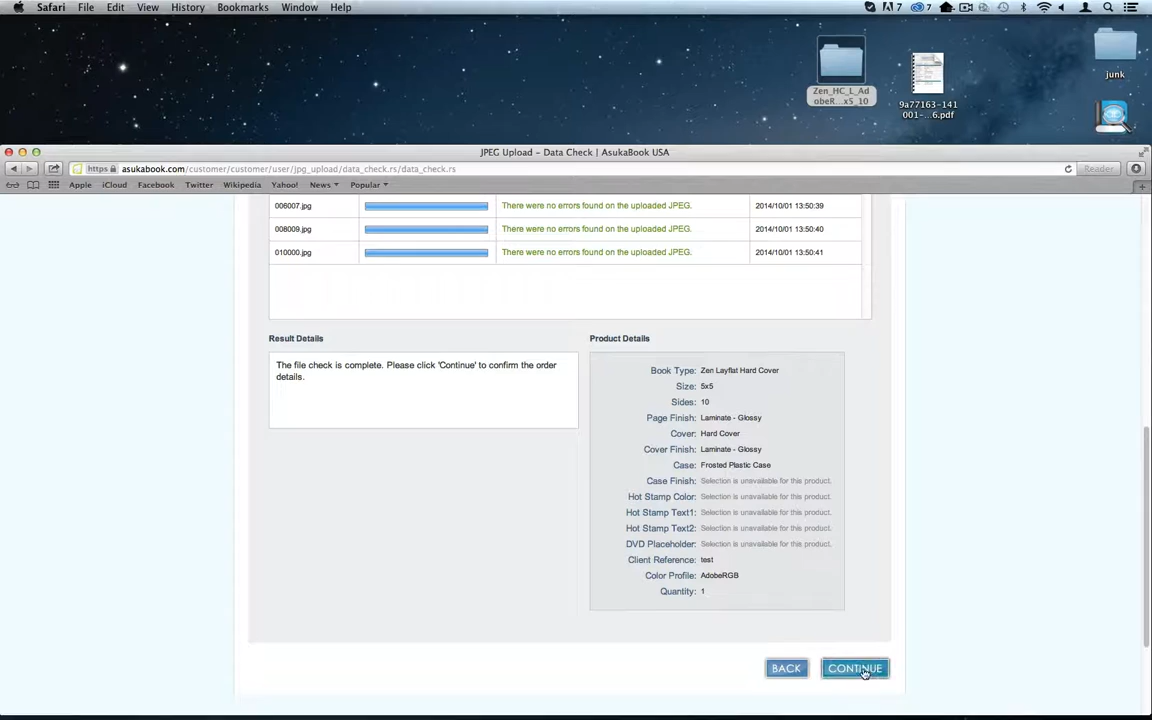 Safari File Edit View History Bookmarks Window Help 7 7
Zen_HC_L_Ad
obeR...x5_10
9a77163-141
001-...6.pdf
junk
JPEG Upload – Data Check | AsukaBook USA
https asukabook.com/customer/customer/user/jpg_upload/data_check.rs/data_check.rs Reader
Apple iCloud Facebook Twitter Wikipedia Yahoo! News Popular
006007.jpg There were no errors found on the uploaded JPEG. 2014/10/01 13:50:39
008009.jpg There were no errors found on the uploaded JPEG. 2014/10/01 13:50:40
010000.jpg There were no errors found on the uploaded JPEG. 2014/10/01 13:50:41
Result Details
The file check is complete. Please click 'Continue' to confirm the order
details.
Product Details
Book Type: Zen Layflat Hard Cover
Size: 5x5
Sides: 10
Page Finish: Laminate - Glossy
Cover: Hard Cover
Cover Finish: Laminate - Glossy
Case: Frosted Plastic Case
Case Finish: Selection is unavailable for this product.
Hot Stamp Color: Selection is unavailable for this product.
Hot Stamp Text1: Selection is unavailable for this product.
Hot Stamp Text2: Selection is unavailable for this product.
DVD Placeholder: Selection is unavailable for this product.
Client Reference: test
Color Profile: AdobeRGB
Quantity: 1
BACK CONTINUE